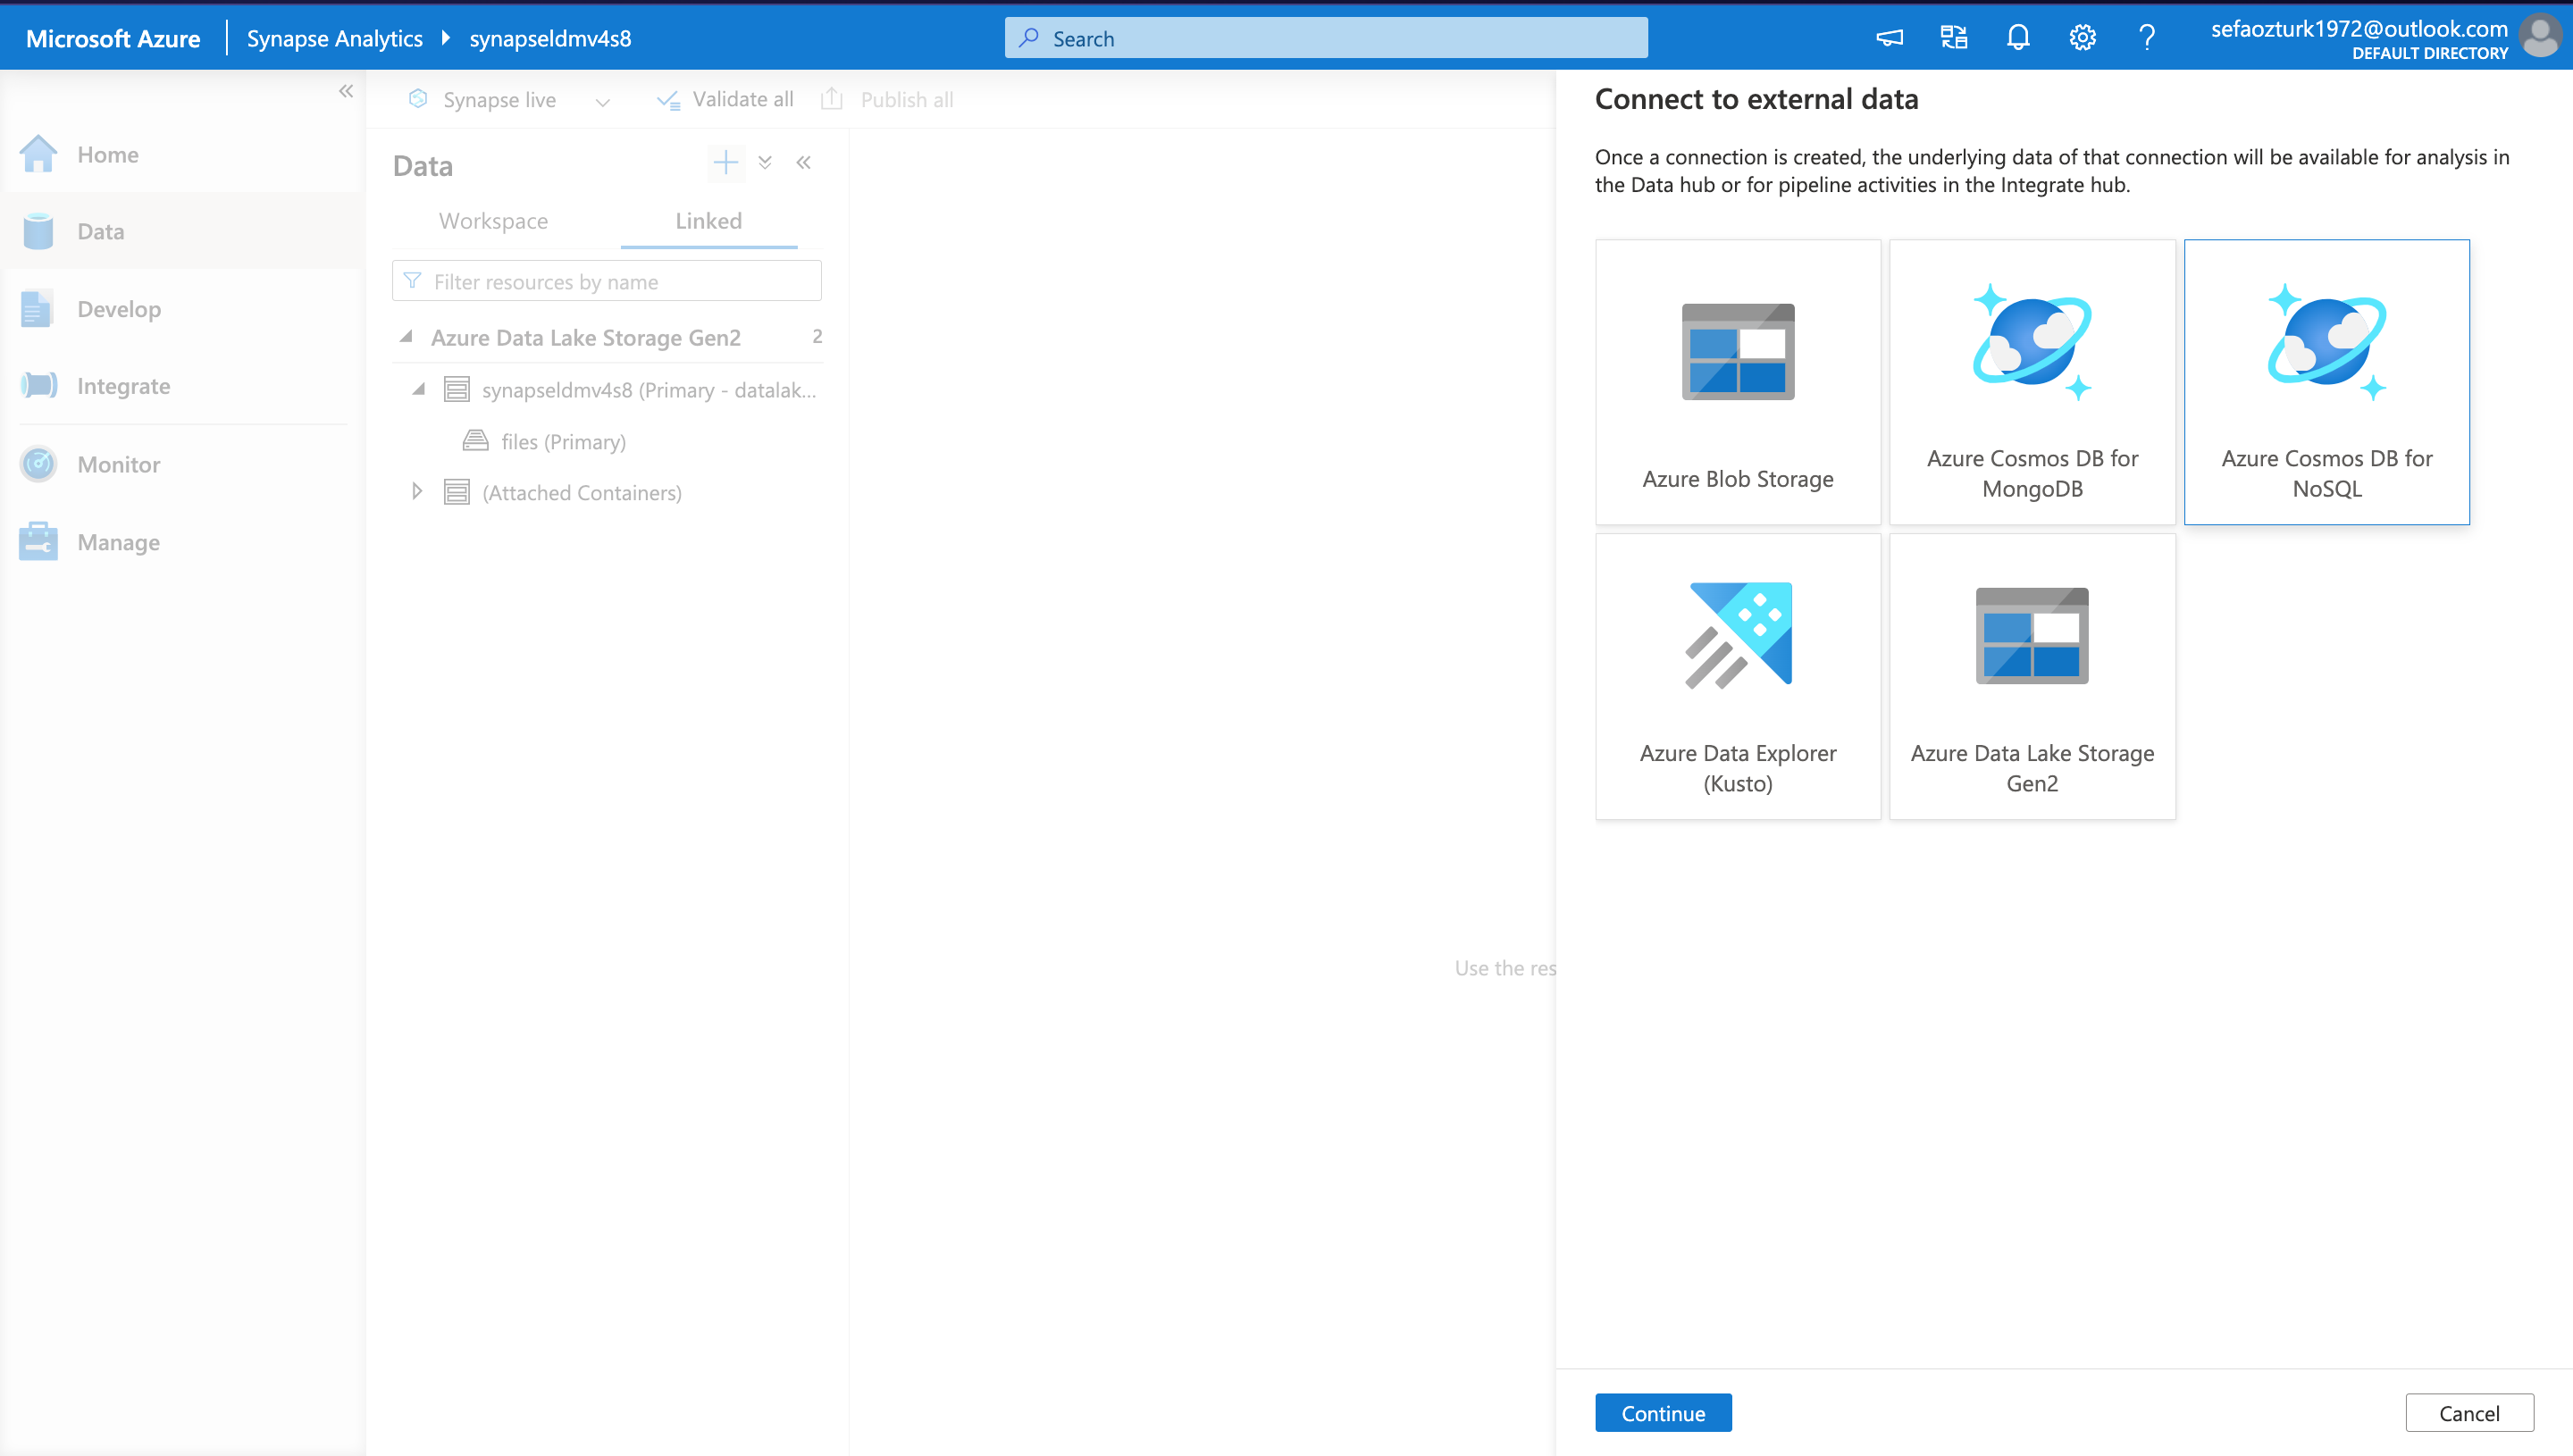 Microsoft Azure
Synapse Analytics
synapseldmv4s8
Search
sefaozturk1972@outlook.com
DEFAULT DIRECTORY
Home
Data
Develop
Integrate
Monitor
Manage
Synapse live
Validate all
Publish all
Data
Workspace
Linked
Filter resources by name
Azure Data Lake Storage Gen2 2
synapseldmv4s8 (Primary - datalak...
files (Primary)
(Attached Containers)
Use the res
Connect to external data
Once a connection is created, the underlying data of that connection will be available for analysis in
the Data hub or for pipeline activities in the Integrate hub.
Azure Blob Storage
Azure Cosmos DB for
MongoDB
Azure Cosmos DB for
NoSQL
Azure Data Explorer
(Kusto)
Azure Data Lake Storage
Gen2
Continue
Cancel